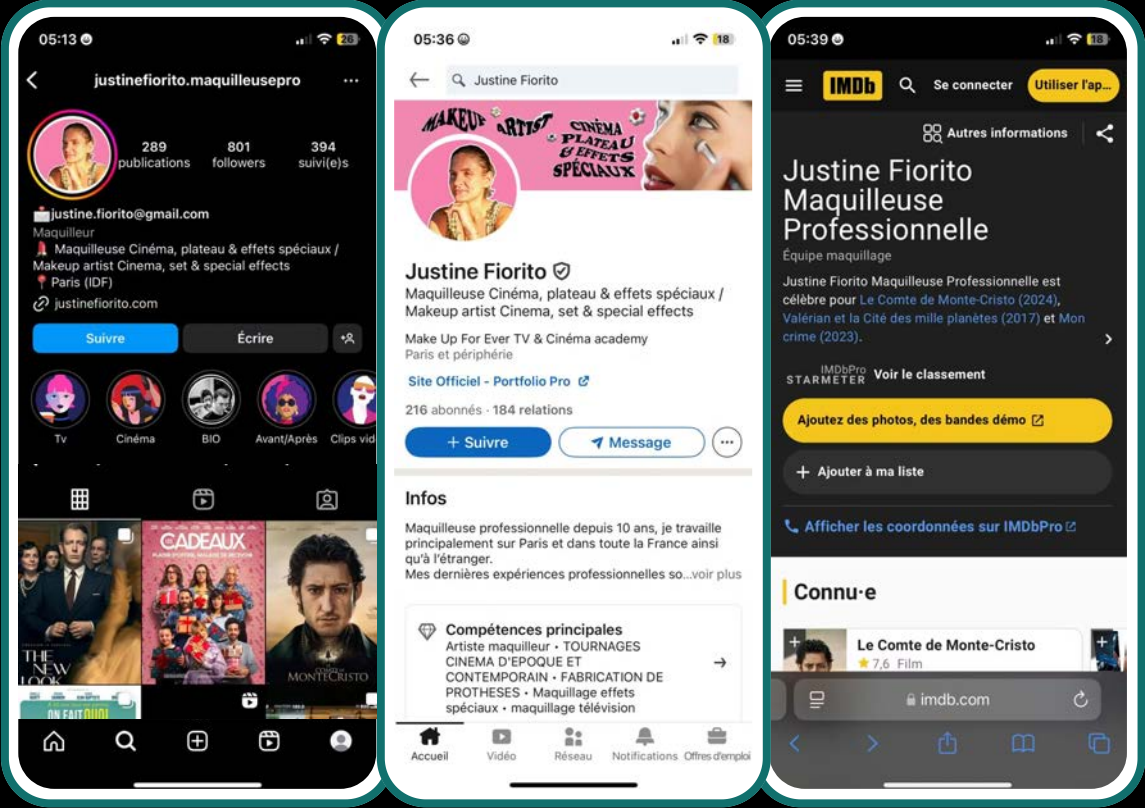 05:13
26
justinefiorito.maquilleusepro
289
801
394
publications
followers
suivi(e)s
justine.fiorito@gmail.com
Maquilleur
Maquilleuse Cinéma, plateau & effets spéciaux /
Makeup artist Cinema, set & special effects
Paris (IDF)
justinefiorito.com
Suivre
Écrire
Tv
Cinéma
BIO
Avant/Après
Clips vid
THE
NEW
LOOK
CADEAUX
MONTECRISTO
ON FAIT QUOI
05:36
18
Justine Fiorito
MAKEUP ARTIST
CINÉMA
PLATEAU
& EFFETS
SPÉCIAUX
Justine Fiorito
Maquilleuse Cinéma, plateau & effets spéciaux /
Makeup artist Cinema, set & special effects
Make Up For Ever TV & Cinéma academy
Paris et périphérie
Site Officiel - Portfolio Pro
216 abonnés · 184 relations
+ Suivre
Message
Infos
Maquilleuse professionnelle depuis 10 ans, je travaille
principalement sur Paris et dans toute la France ainsi
qu'à l'étranger.
Mes dernières expériences professionnelles so...voir plus
Compétences principales
Artiste maquilleur • TOURNAGES
CINEMA D'EPOQUE ET
CONTEMPORAIN • FABRICATION DE
PROTHESES • Maquillage effets
spéciaux • maquillage télévision
Accueil
Vidéo
Réseau
Notifications
Offres d'emploi
05:39
18
IMDb
Se connecter
Utiliser l'ap...
Autres informations
Justine Fiorito
Maquilleuse
Professionnelle
Équipe maquillage
Justine Fiorito Maquilleuse Professionnelle est
célèbre pour Le Comte de Monte-Cristo (2024),
Valérian et la Cité des mille planètes (2017) et Mon
crime (2023).
IMDbPro
STARMETER
Voir le classement
Ajoutez des photos, des bandes démo
+ Ajouter à ma liste
Afficher les coordonnées sur IMDbPro
Connu·e
Le Comte de Monte-Cristo
7,6 Film
imdb.com